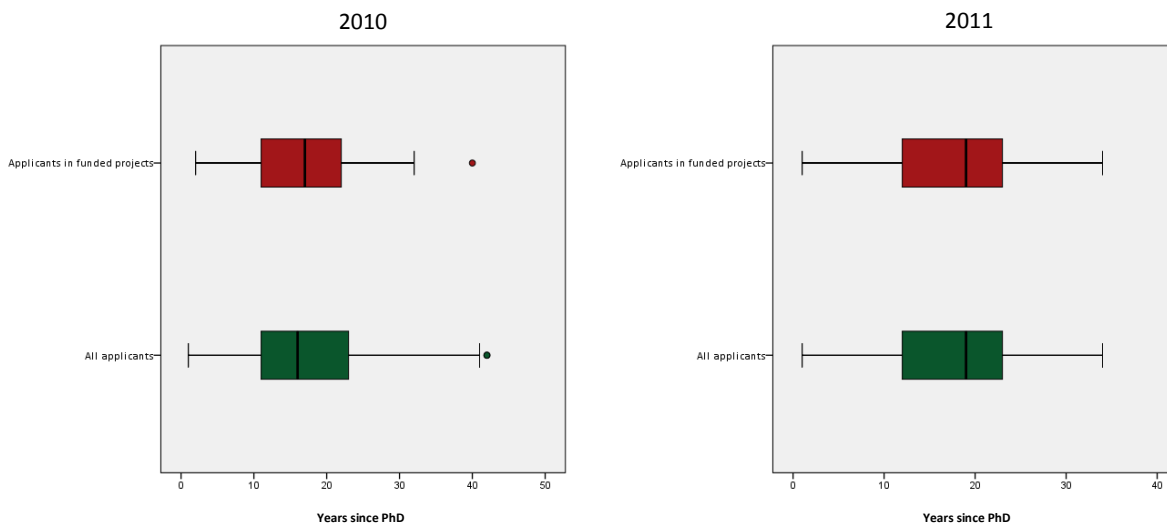 2010
Applicants in funded projects
All applicants
0 10 20 30 40 50
Years since PhD
2011
Applicants in funded projects
All applicants
0 10 20 30 40
Years since PhD